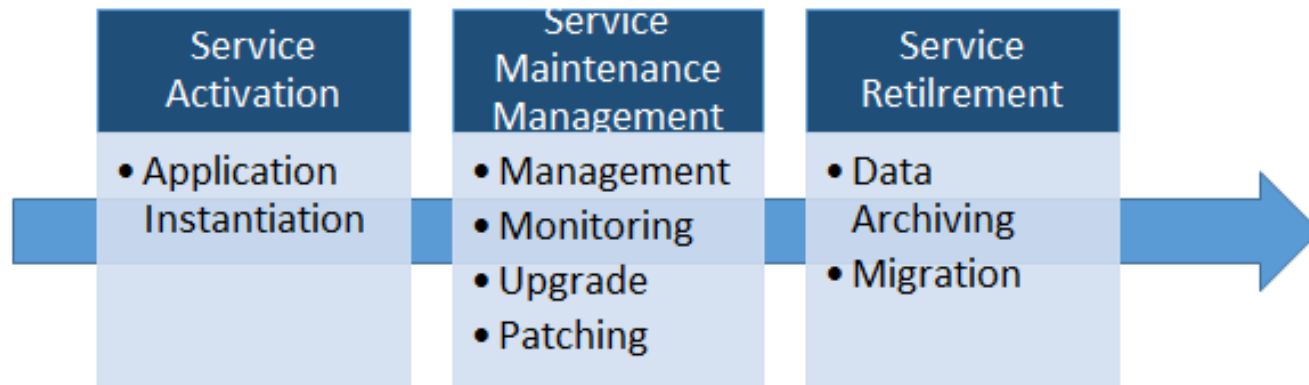 Service
Activation
• Application
Instantiation
Service
Maintenance
Management
• Management
• Monitoring
• Upgrade
• Patching
Service
Retilrement
• Data
Archiving
• Migration